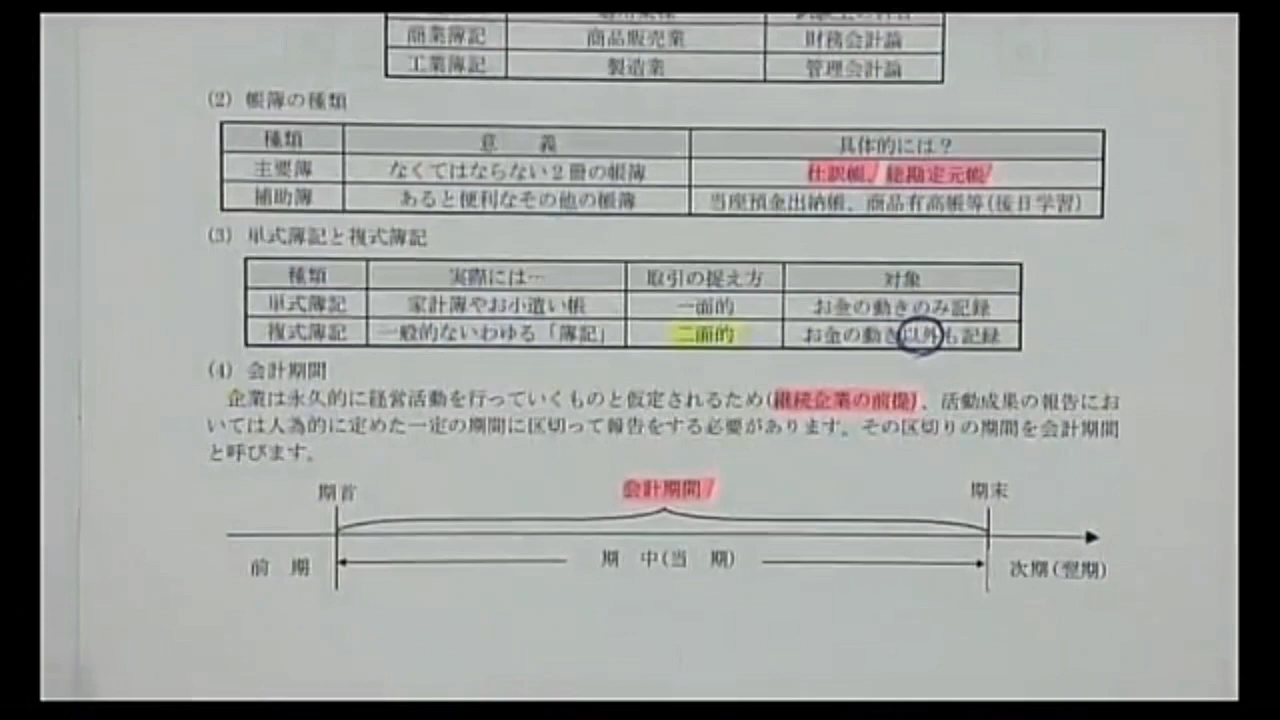 商業簿記 商品販売業 財務会計論
工業簿記 製造業 管理会計論
(2) 帳簿の種類
種類 意 義 具体的には？
主要簿 なくてはならない２冊の帳簿 仕訳帳、総勘定元帳
補助簿 あると便利なその他の帳簿 当座預金出納帳、商品有高帳等(後日学習)
(3) 単式簿記と複式簿記
種類 実際には… 取引の捉え方 対象
単式簿記 家計簿やお小遣い帳 一面的 お金の動きのみ記録
複式簿記 一般的ないわゆる「簿記」 二面的 お金の動き以外も記録
(4) 会計期間
企業は永久的に経営活動を行っていくものと仮定されるため(継続企業の前提)、活動成果の報告にお
いては人為的に定めた一定の期間に区切って報告をする必要があります。その区切りの期間を会計期間
と呼びます。
期首 会計期間 期末
前 期 期 中(当 期) 次期(翌期)